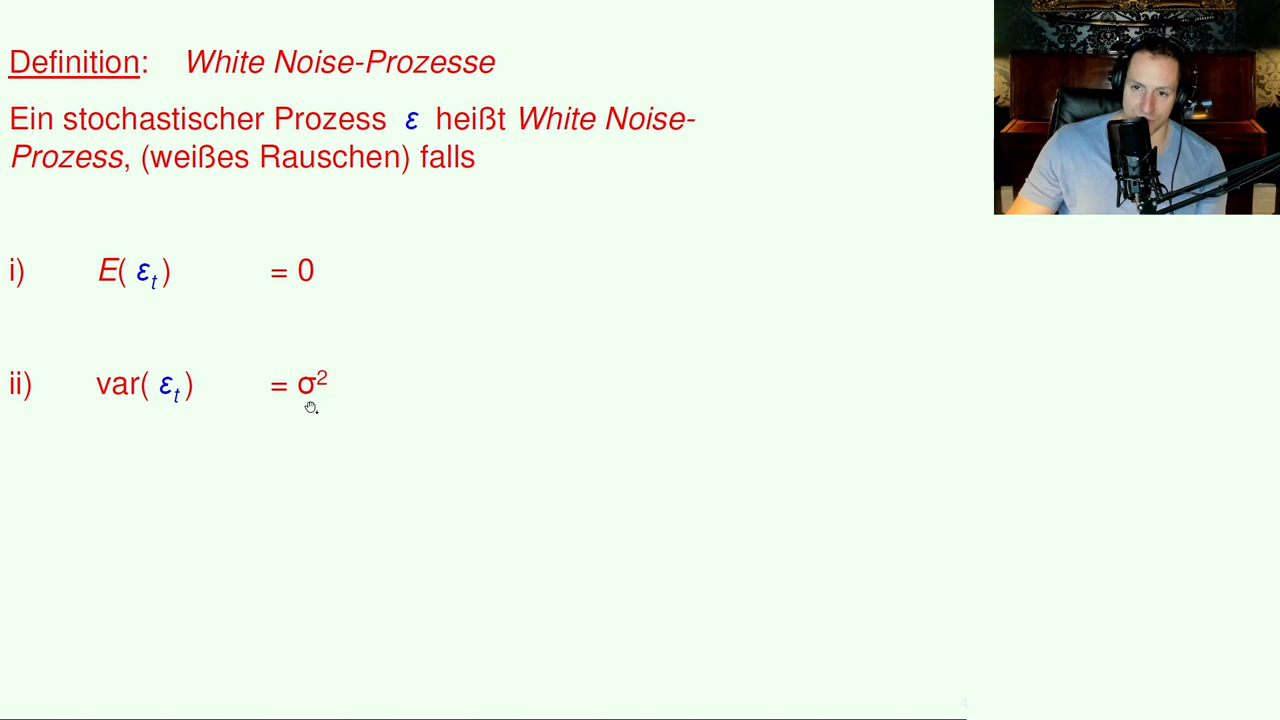 Definition: White Noise-Prozesse
Ein stochastischer Prozess ε heißt White Noise-
Prozess, (weißes Rauschen) falls
i) E( εₜ ) = 0
ii) var( εₜ ) = σ²
4